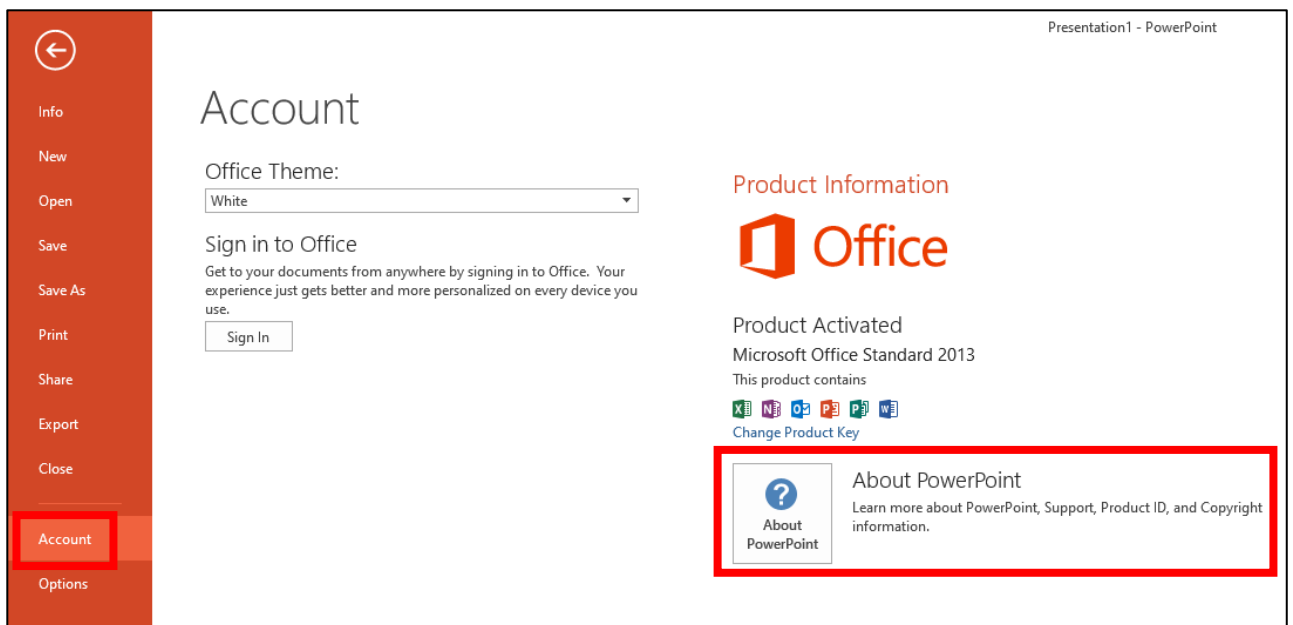 Presentation1 - PowerPoint
Info
New
Open
Save
Save As
Print
Share
Export
Close
Account
Options
Account
Office Theme:
White
Sign in to Office
Get to your documents from anywhere by signing in to Office. Your
experience just gets better and more personalized on every device you
use.
Sign In
Product Information
Office
Product Activated
Microsoft Office Standard 2013
This product contains
Change Product Key
About
PowerPoint
About PowerPoint
Learn more about PowerPoint, Support, Product ID, and Copyright
information.